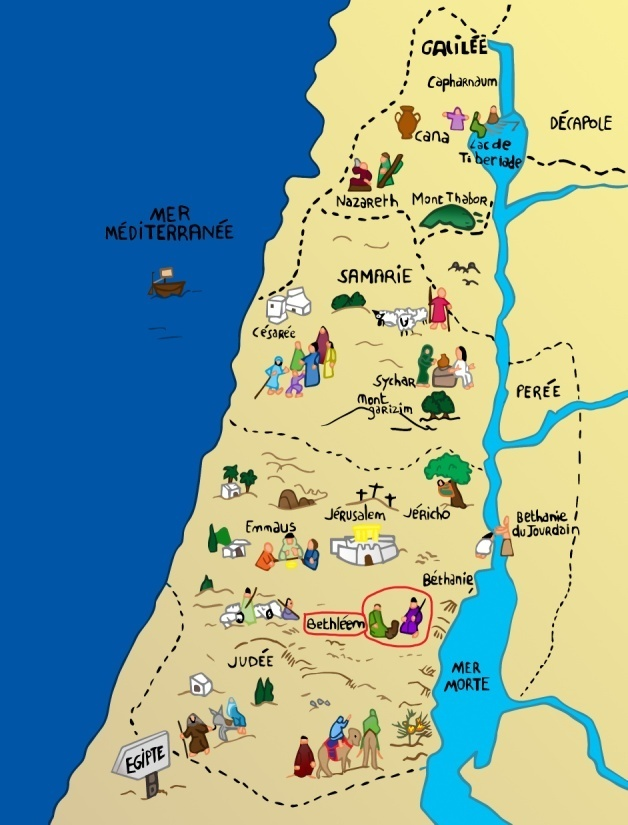 GALILÉE
Capharnaum
DÉCAPOLE
Cana
Lac de
Tiberiade
Nazareth
Mont Thabor
MER
MÉDITERRANÉE
SAMARIE
CÉSARÉE
Sychar
PERÉE
Mont
garizim
Emmaus
Jérusalem
Jéricho
Béthanie
du Jourdain
Béthanie
Bethléem
JUDÉE
MER
MORTE
EGIPTE